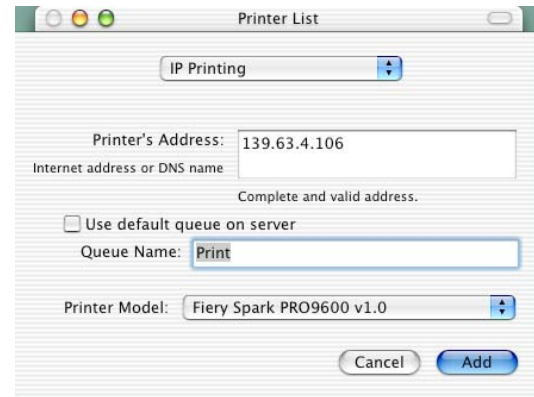 Printer List
IP Printing
Printer's Address: 139.63.4.106
Internet address or DNS name
Complete and valid address.
Use default queue on server
Queue Name: Print
Printer Model: Fiery Spark PRO9600 v1.0
Cancel Add